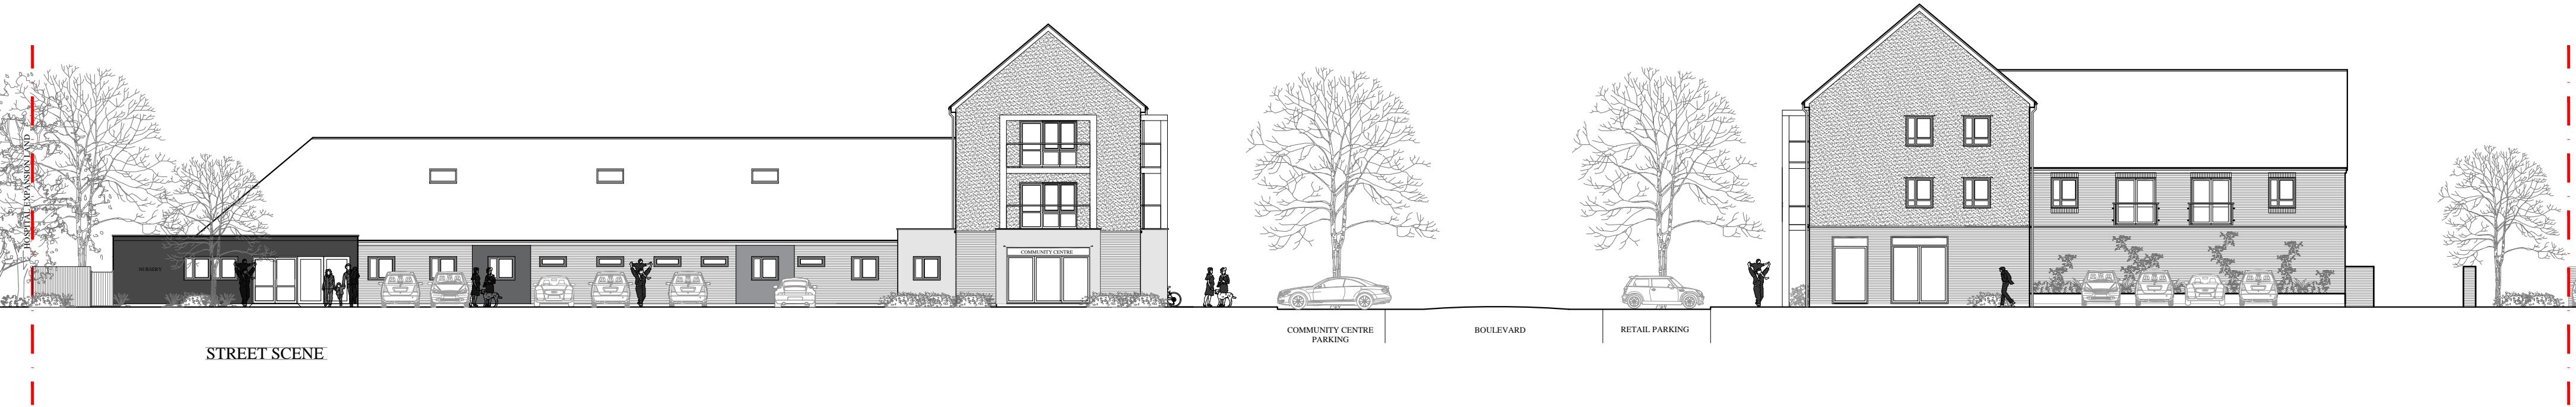 HOSPITAL EXPANSION LAND
NURSERY
COMMUNITY CENTRE
COMMUNITY CENTRE
PARKING
BOULEVARD
RETAIL PARKING
STREET SCENE